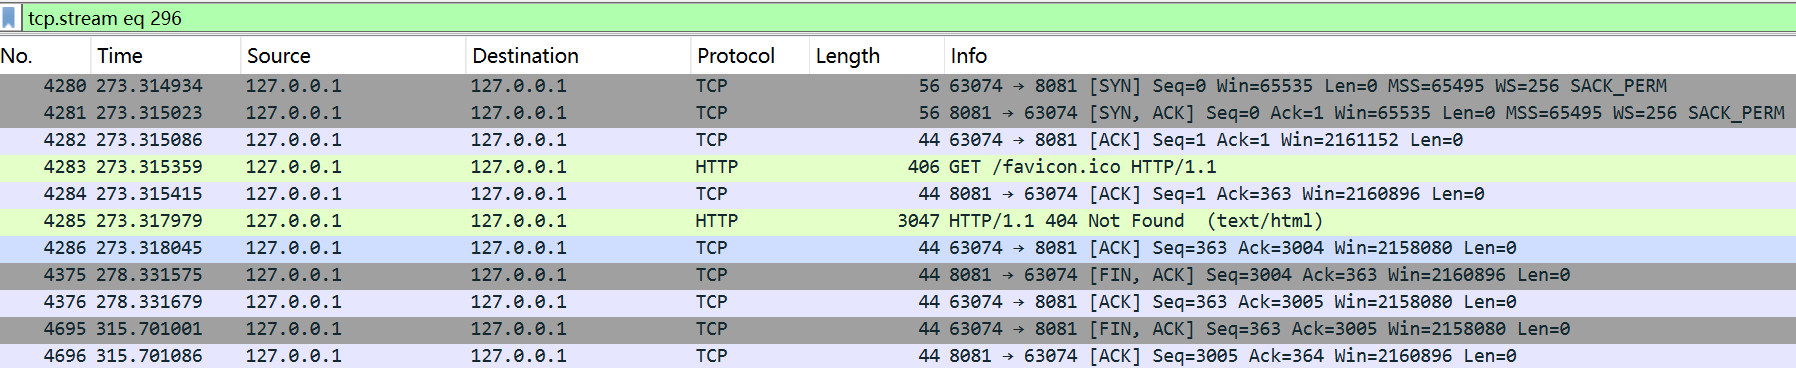 tcp.stream eq 296
No. Time Source Destination Protocol Length Info
4280 273.314934 127.0.0.1 127.0.0.1 TCP 56 63074 → 8081 [SYN] Seq=0 Win=65535 Len=0 MSS=65495 WS=256 SACK_PERM
4281 273.315023 127.0.0.1 127.0.0.1 TCP 56 8081 → 63074 [SYN, ACK] Seq=0 Ack=1 Win=65535 Len=0 MSS=65495 WS=256 SACK_PERM
4282 273.315086 127.0.0.1 127.0.0.1 TCP 44 63074 → 8081 [ACK] Seq=1 Ack=1 Win=2161152 Len=0
4283 273.315359 127.0.0.1 127.0.0.1 HTTP 406 GET /favicon.ico HTTP/1.1
4284 273.315415 127.0.0.1 127.0.0.1 TCP 44 8081 → 63074 [ACK] Seq=1 Ack=363 Win=2160896 Len=0
4285 273.317979 127.0.0.1 127.0.0.1 HTTP 3047 HTTP/1.1 404 Not Found (text/html)
4286 273.318045 127.0.0.1 127.0.0.1 TCP 44 63074 → 8081 [ACK] Seq=363 Ack=3004 Win=2158080 Len=0
4375 278.331575 127.0.0.1 127.0.0.1 TCP 44 8081 → 63074 [FIN, ACK] Seq=3004 Ack=363 Win=2160896 Len=0
4376 278.331679 127.0.0.1 127.0.0.1 TCP 44 63074 → 8081 [ACK] Seq=363 Ack=3005 Win=2158080 Len=0
4695 315.701001 127.0.0.1 127.0.0.1 TCP 44 63074 → 8081 [FIN, ACK] Seq=363 Ack=3005 Win=2158080 Len=0
4696 315.701086 127.0.0.1 127.0.0.1 TCP 44 8081 → 63074 [ACK] Seq=3005 Ack=364 Win=2160896 Len=0